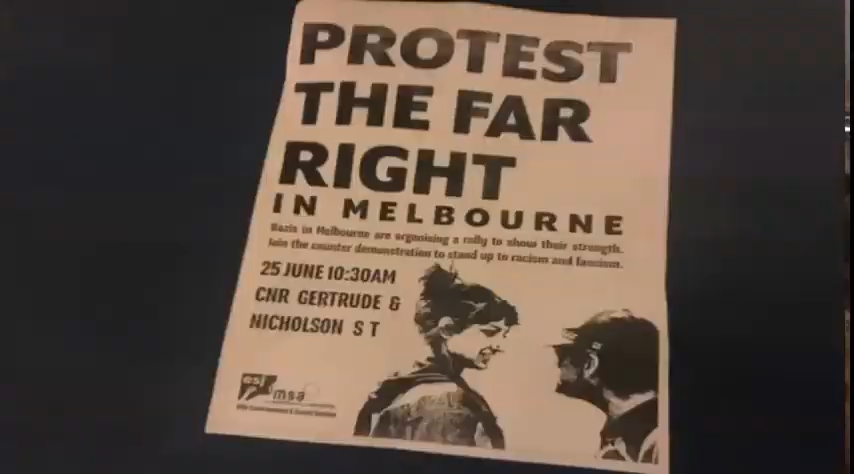 PROTEST
THE FAR
RIGHT
IN MELBOURNE
Nazis in Melbourne are organising a rally to show their strength.
Join the counter demonstration to stand up to racism and fascism.
25 JUNE 10:30AM
CNR GERTRUDE &
NICHOLSON ST
esj
msa